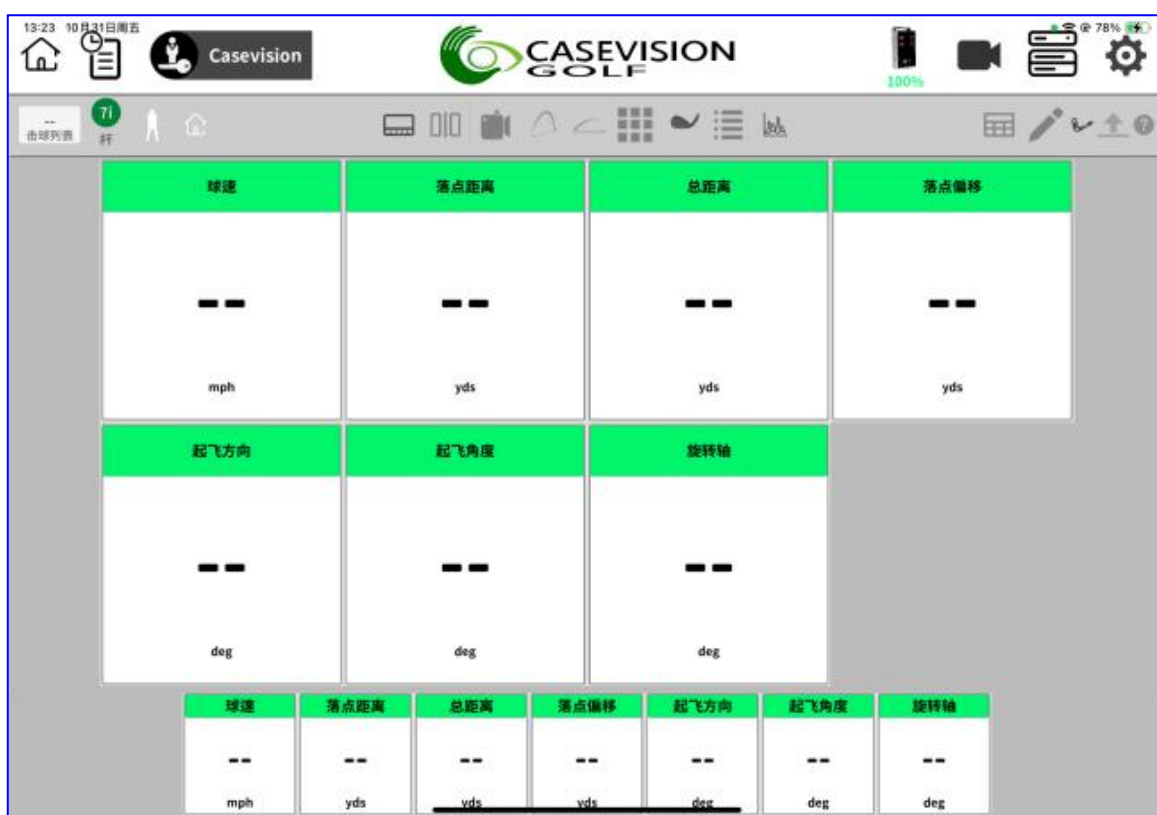 13:23 10月31日周五
78%
Casevision
CASEVISION
GOLF
100%
--
击球列表
7i
杆
球速 落点距离 总距离 落点偏移
-- -- -- --
mph yds yds yds
起飞方向 起飞角度 旋转轴
-- -- --
deg deg deg
球速 落点距离 总距离 落点偏移 起飞方向 起飞角度 旋转轴
-- -- -- -- -- -- --
mph yds yds yds deg deg deg